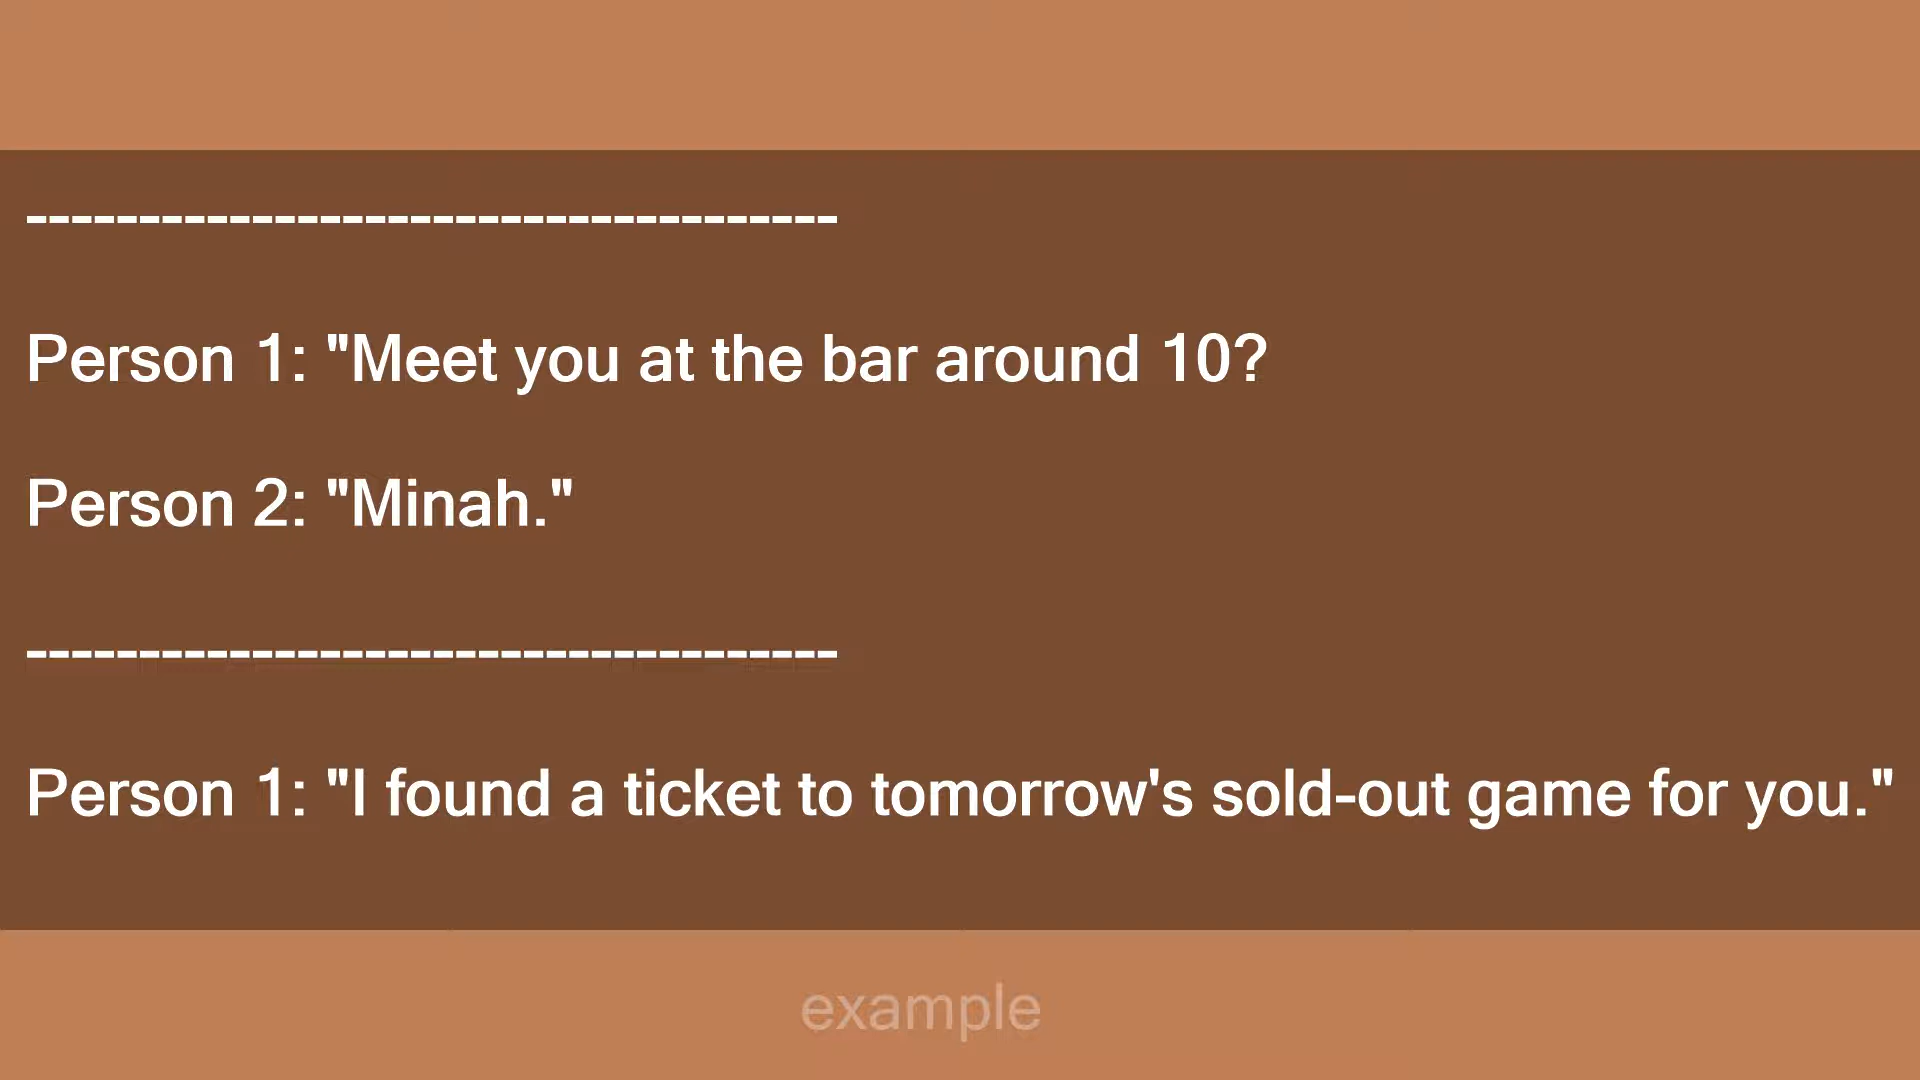 ------------------------------------
Person 1: "Meet you at the bar around 10?
Person 2: "Minah."
------------------------------------
Person 1: "I found a ticket to tomorrow's sold-out game for you."
example